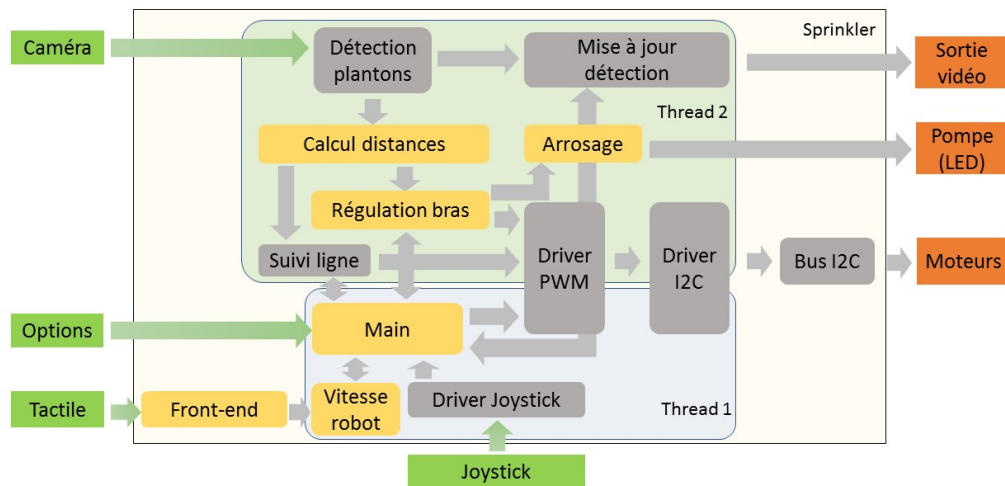 Sprinkler
Caméra
Détection
plantons
Mise à jour
détection
Sortie
vidéo
Thread 2
Calcul distances
Arrosage
Pompe
(LED)
Régulation bras
Suivi ligne
Driver
PWM
Driver
I2C
Bus I2C
Moteurs
Options
Main
Tactile
Front-end
Vitesse
robot
Driver Joystick
Thread 1
Joystick